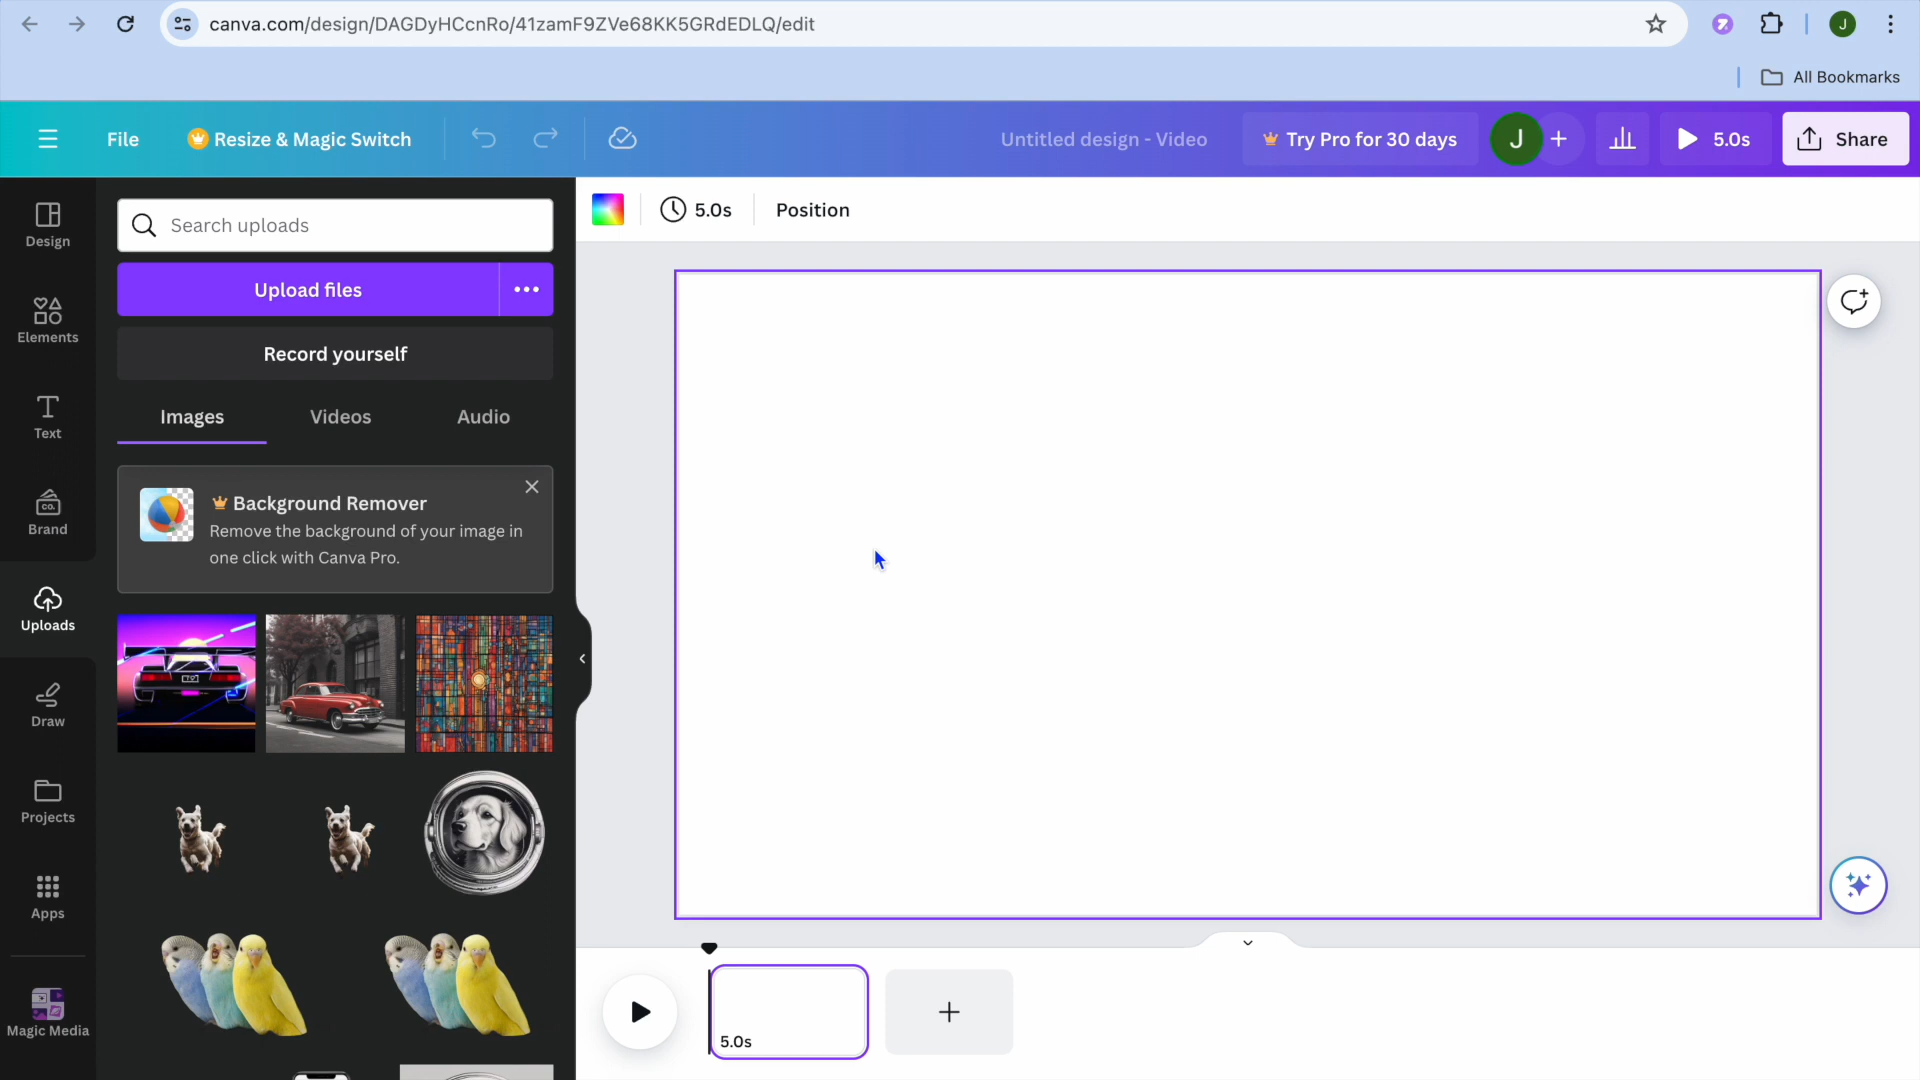 canva.com/design/DAGDyHCcnRo/41zamF9ZVe68KK5GRdEDLQ/edit
J
All Bookmarks
File
Resize & Magic Switch
Untitled design - Video
Try Pro for 30 days
J
5.0s
Share
Design
Elements
Text
CO.
Brand
Uploads
Draw
Projects
Apps
Magic Media
Search uploads
Upload files
Record yourself
Images
Videos
Audio
Background Remover
Remove the background of your image in
one click with Canva Pro.
5.0s
Position
5.0s